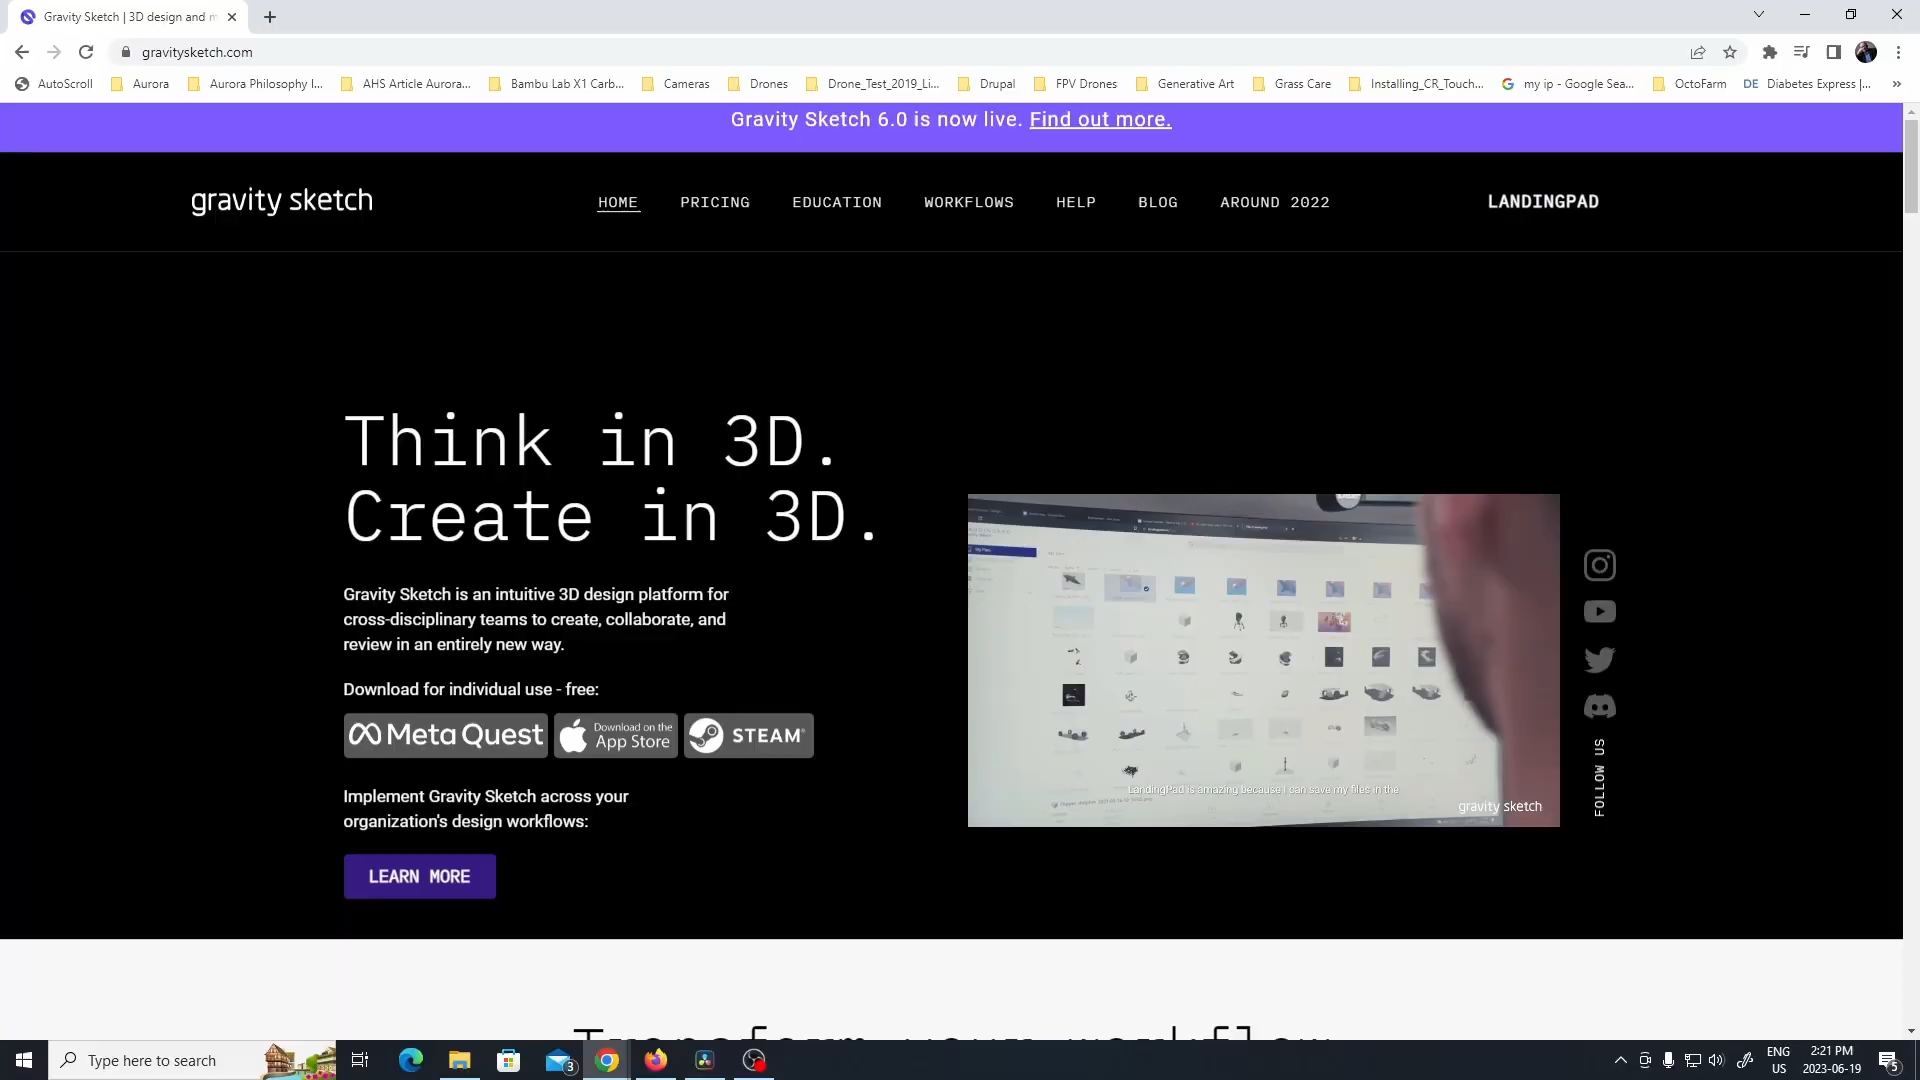 Gravity Sketch | 3D design and m
gravitysketch.com
AutoScroll
Aurora
Aurora Philosophy I...
AHS Article Aurora...
Bambu Lab X1 Carb...
Cameras
Drones
Drone_Test_2019_Li...
Drupal
FPV Drones
Generative Art
Grass Care
Installing_CR_Touch...
my ip - Google Sea...
OctoFarm
DE Diabetes Express |...
Gravity Sketch 6.0 is now live. Find out more.
gravity sketch
HOME
PRICING
EDUCATION
WORKFLOWS
HELP
BLOG
AROUND 2022
LANDINGPAD
Think in 3D.
Create in 3D.
Gravity Sketch is an intuitive 3D design platform for
cross-disciplinary teams to create, collaborate, and
review in an entirely new way.
Download for individual use - free:
Meta Quest
Download on the
App Store
STEAM
Implement Gravity Sketch across your
organization's design workflows:
LEARN MORE
LandingPad is amazing because I can save my files in the
gravity sketch
FOLLOW US
Transform your workflow
Type here to search
3
ENG
US
2:21 PM
2023-06-19
5